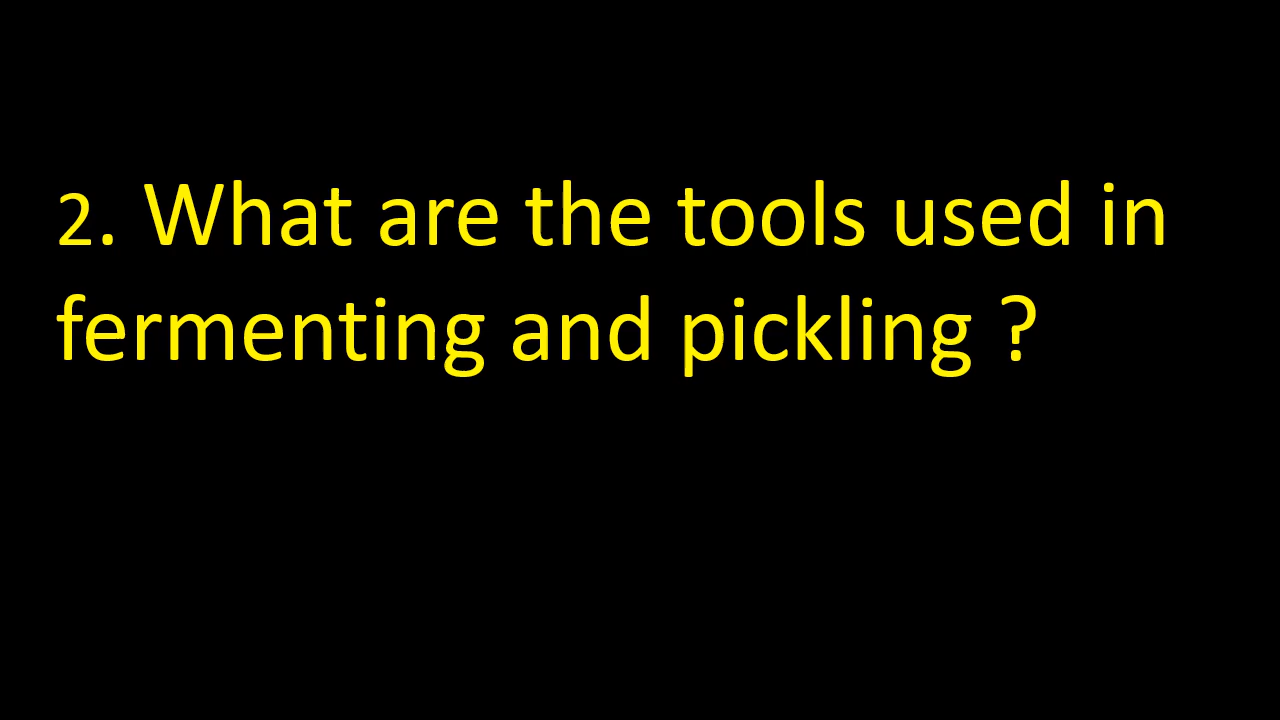 2. What are the tools used in
fermenting and pickling ?